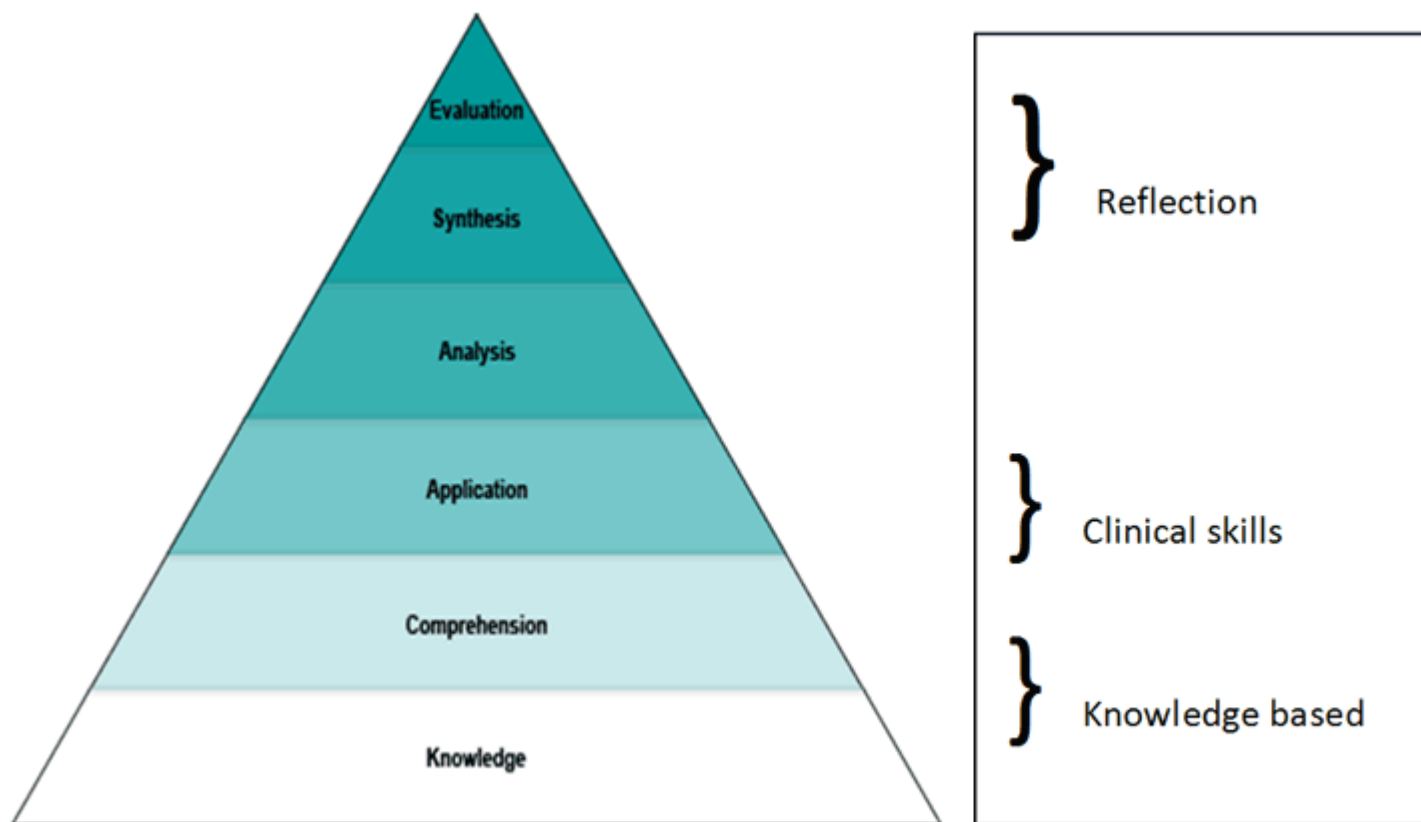 Evaluation
Synthesis
Analysis
Application
Comprehension
Knowledge
Reflection
Clinical skills
Knowledge based